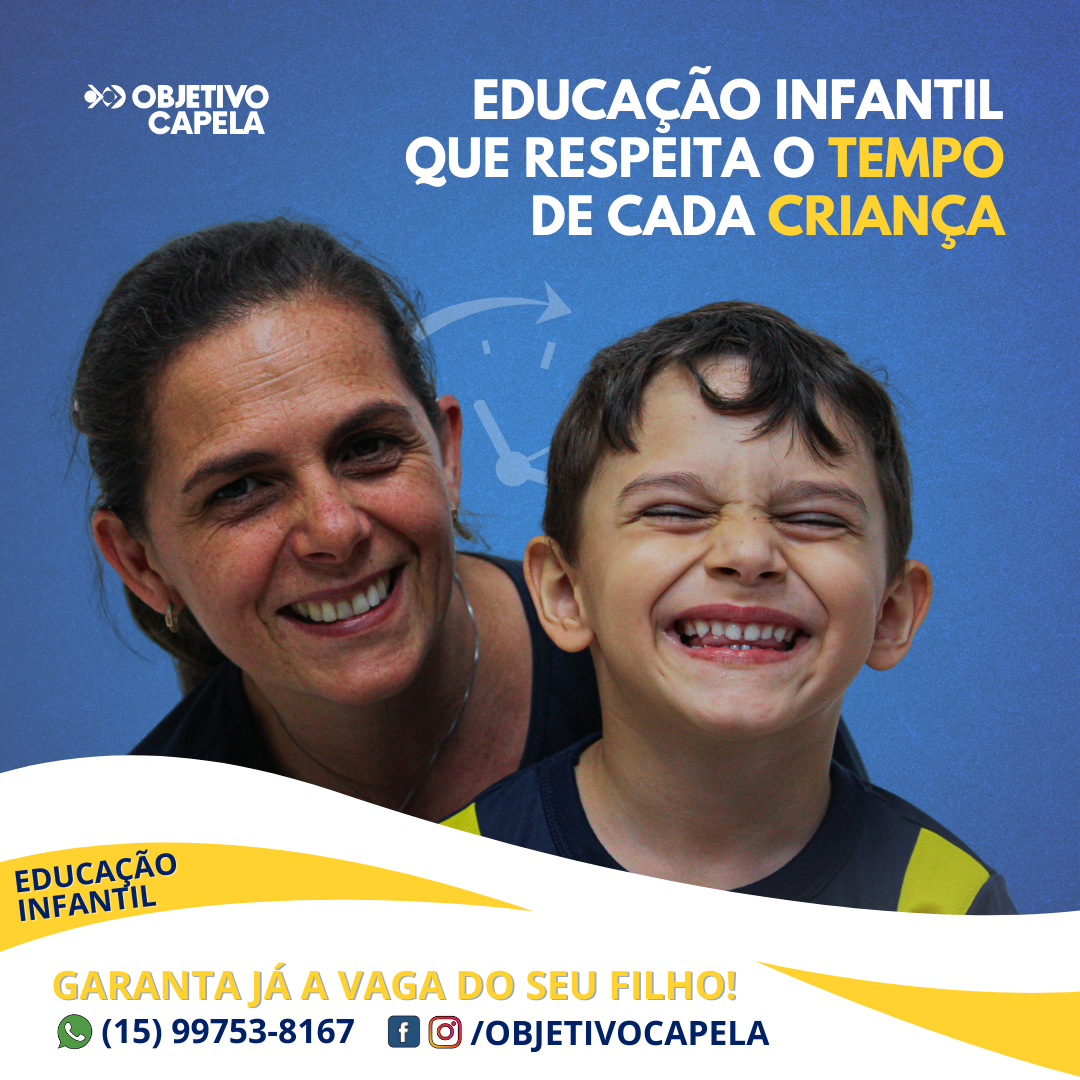 OBJETIVO
CAPELA
EDUCAÇÃO INFANTIL
QUE RESPEITA O TEMPO
DE CADA CRIANÇA
EDUCAÇÃO
INFANTIL
GARANTA JÁ A VAGA DO SEU FILHO!
(15) 99753-8167 /OBJETIVOCAPELA